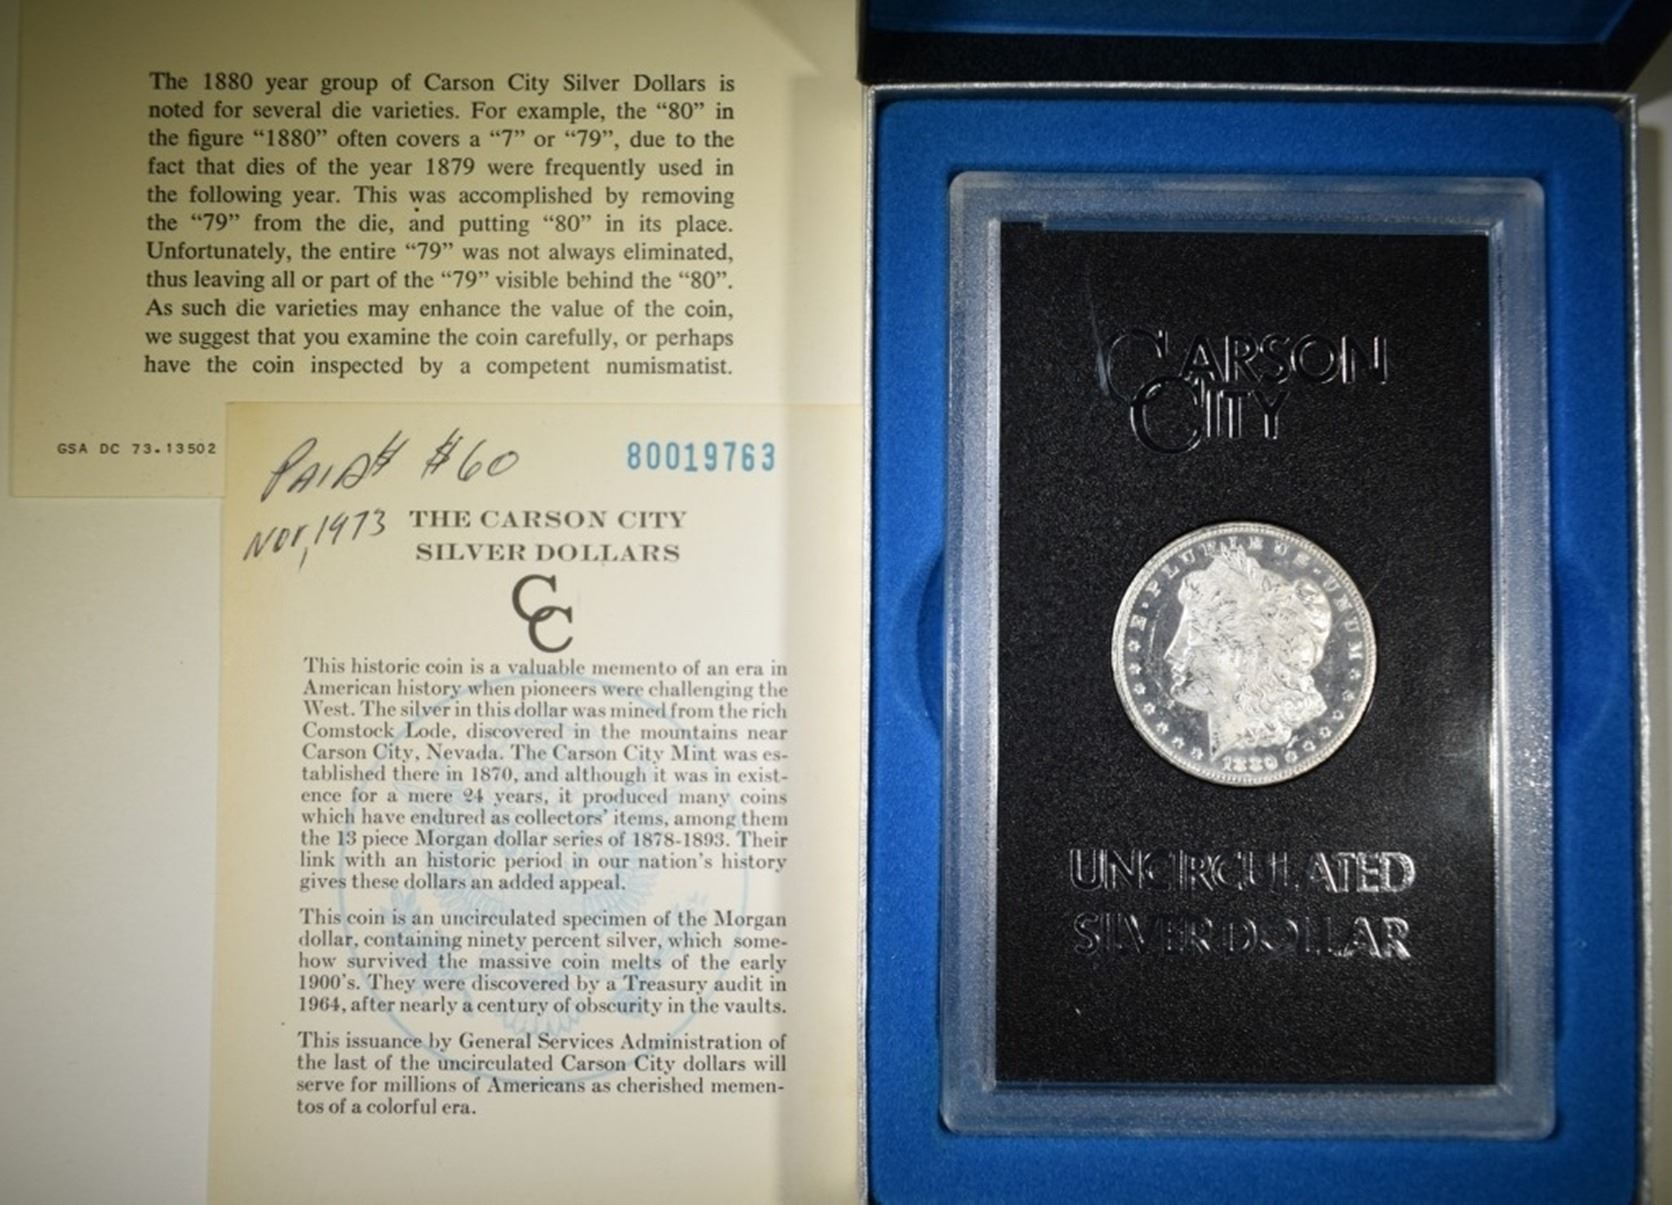 The 1880 year group of Carson City Silver Dollars is
noted for several die varieties. For example, the “80” in
the figure “1880” often covers a “7” or “79”, due to the
fact that dies of the year 1879 were frequently used in
the following year. This was accomplished by removing
the “79” from the die, and putting “80” in its place.
Unfortunately, the entire “79” was not always eliminated,
thus leaving all or part of the “79” visible behind the “80”.
As such die varieties may enhance the value of the coin,
we suggest that you examine the coin carefully, or perhaps
have the coin inspected by a competent numismatist.
GSA DC 73.13502
PAID $60
Nov, 1973
80019763
THE CARSON CITY
SILVER DOLLARS
CC
This historic coin is a valuable memento of an era in
American history when pioneers were challenging the
West. The silver in this dollar was mined from the rich
Comstock Lode, discovered in the mountains near
Carson City, Nevada. The Carson City Mint was es-
tablished there in 1870, and although it was in exist-
ence for a mere 24 years, it produced many coins
which have endured as collectors’ items, among them
the 13 piece Morgan dollar series of 1878-1893. Their
link with an historic period in our nation’s history
gives these dollars an added appeal.
This coin is an uncirculated specimen of the Morgan
dollar, containing ninety percent silver, which some-
how survived the massive coin melts of the early
1900’s. They were discovered by a Treasury audit in
1964, after nearly a century of obscurity in the vaults.
This issuance by General Services Administration of
the last of the uncirculated Carson City dollars will
serve for millions of Americans as cherished memen-
tos of a colorful era.
CARSON
CITY
E·PLURIBUS·UNUM
1880
UNCIRCULATED
SILVER DOLLAR